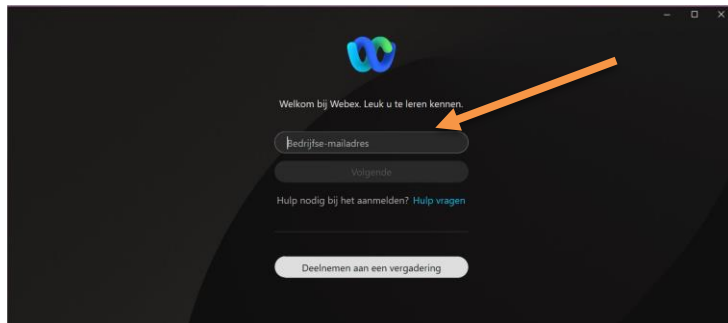 Welkom bij Webex. Leuk u te leren kennen.
Bedrijfse-mailadres
Volgende
Hulp nodig bij het aanmelden? Hulp vragen
Deelnemen aan een vergadering